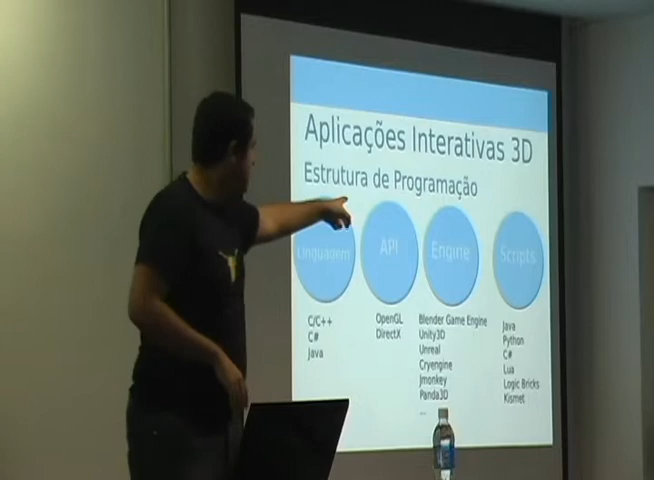 Aplicações Interativas 3D
Estrutura de Programação
Linguagem
API
Engine
Scripts
C/C++
C#
Java
OpenGL
DirectX
Blender Game Engine
Unity3D
Unreal
Cryengine
Jmonkey
Panda3D
...
Java
Python
C#
Lua
Logic Bricks
Kismet